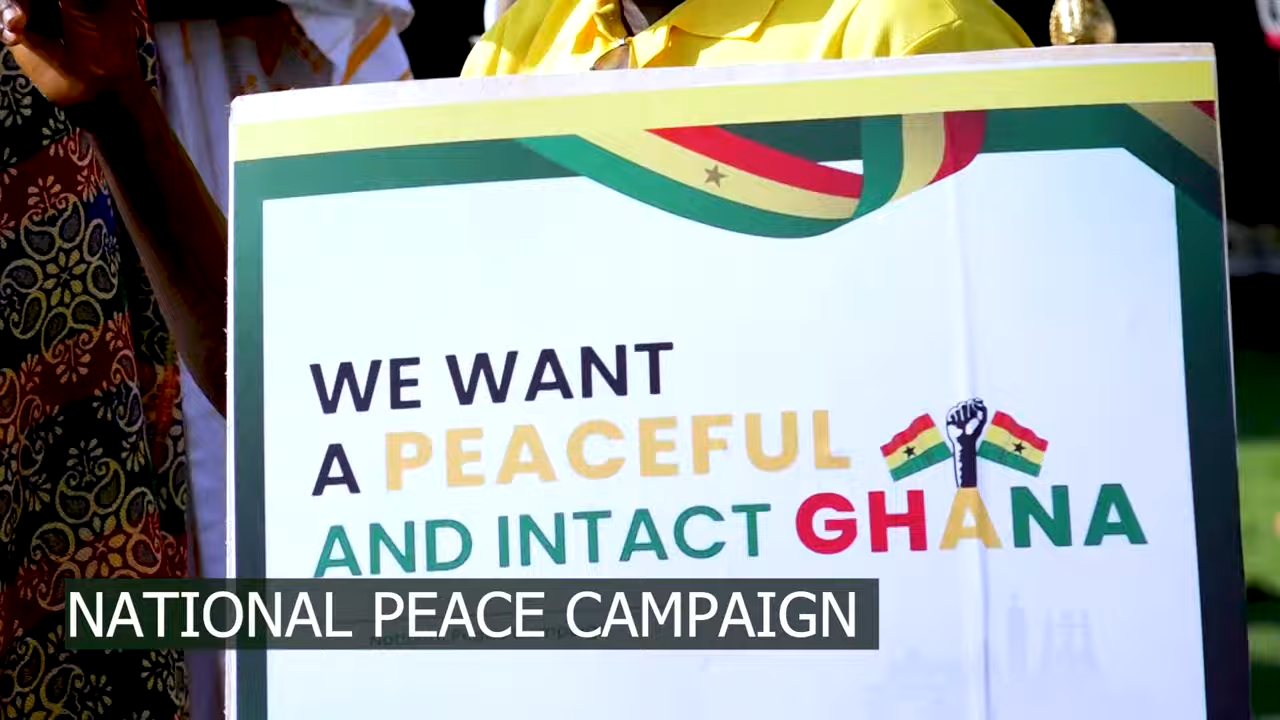 WE WANT
A PEACEFUL
AND INTACT GHANA
NATIONAL PEACE CAMPAIGN